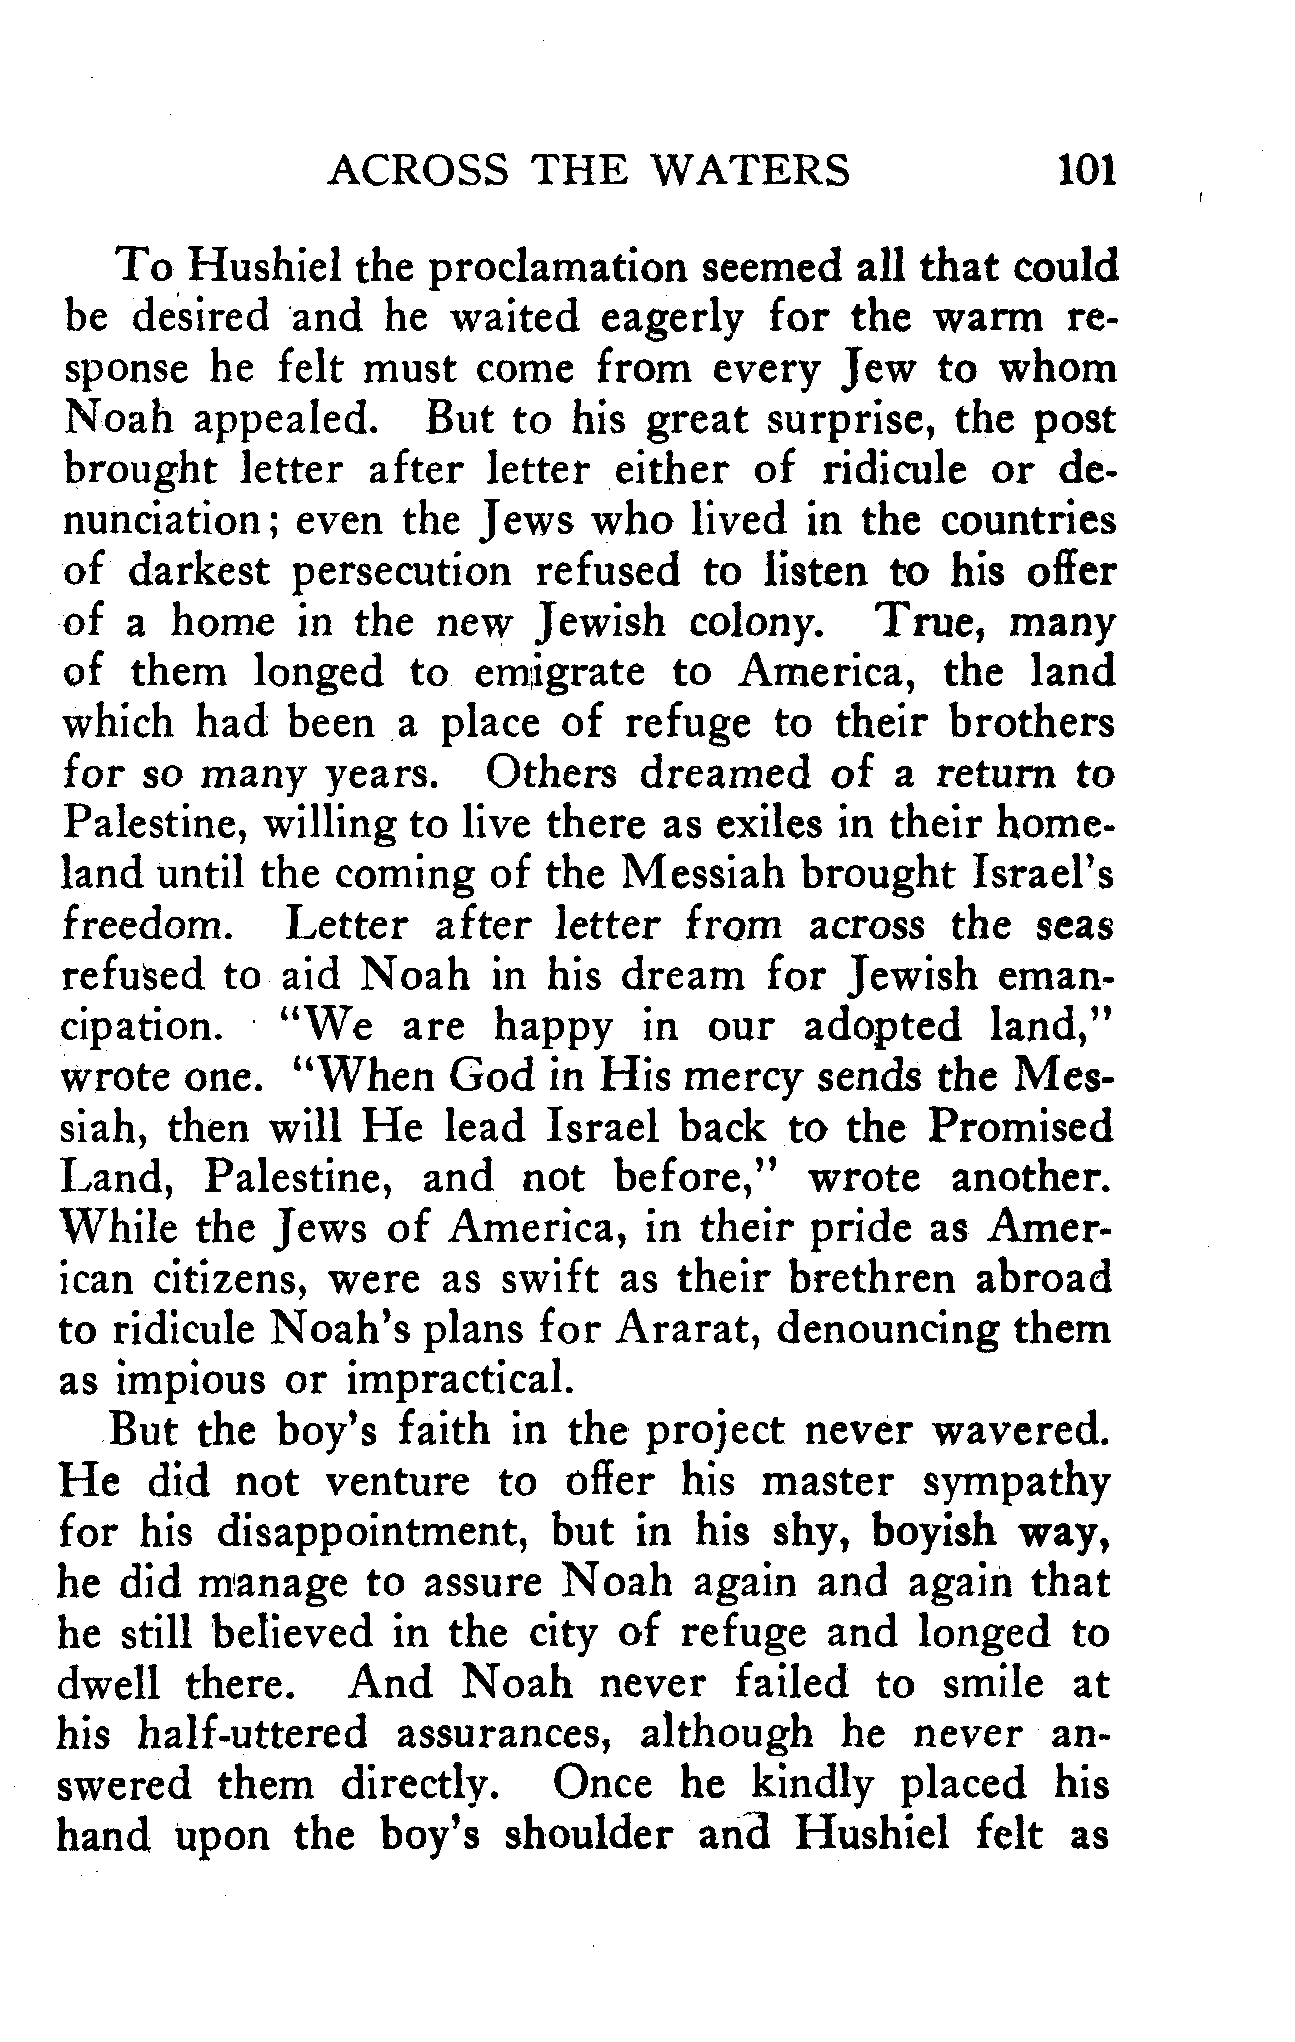 ACROSS THE WATERS 101
To Hushiel the proclamation seemed all that could
be desired and he waited eagerly for the warm re-
sponse he felt must come from every Jew to whom
Noah appealed. But to his great surprise, the post
brought letter after letter either of ridicule or de-
nunciation; even the Jews who lived in the countries
of darkest persecution refused to listen to his offer
of a home in the new Jewish colony. True, many
of them longed to emigrate to America, the land
which had been a place of refuge to their brothers
for so many years. Others dreamed of a return to
Palestine, willing to live there as exiles in their home-
land until the coming of the Messiah brought Israel's
freedom. Letter after letter from across the seas
refused to aid Noah in his dream for Jewish eman-
cipation. "We are happy in our adopted land,"
wrote one. "When God in His mercy sends the Mes-
siah, then will He lead Israel back to the Promised
Land, Palestine, and not before," wrote another.
While the Jews of America, in their pride as Amer-
ican citizens, were as swift as their brethren abroad
to ridicule Noah's plans for Ararat, denouncing them
as impious or impractical.
But the boy's faith in the project never wavered.
He did not venture to offer his master sympathy
for his disappointment, but in his shy, boyish way,
he did manage to assure Noah again and again that
he still believed in the city of refuge and longed to
dwell there. And Noah never failed to smile at
his half-uttered assurances, although he never an-
swered them directly. Once he kindly placed his
hand upon the boy's shoulder and Hushiel felt as